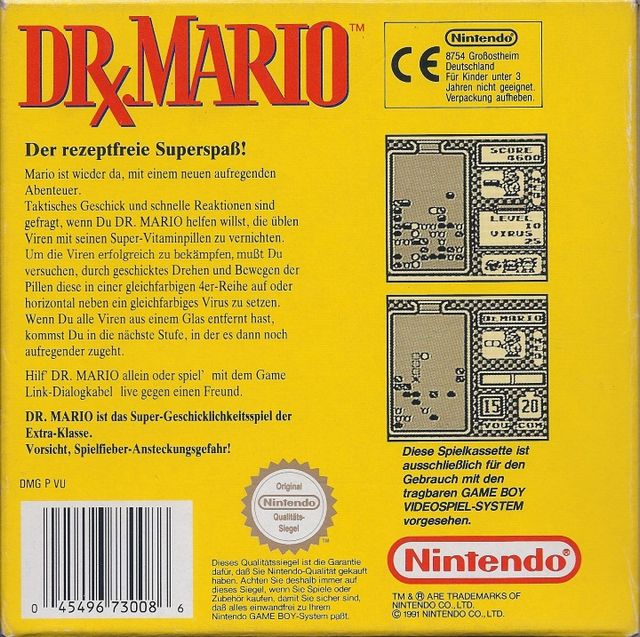 DR.MARIO™
Nintendo®
8754 Großostheim
Deutschland
Für Kinder unter 3
Jahren nicht geeignet.
Verpackung aufheben.
CE
Der rezeptfreie Superspaß!
Mario ist wieder da, mit einem neuen aufregenden
Abenteuer.
Taktisches Geschick und schnelle Reaktionen sind
gefragt, wenn Du DR. MARIO helfen willst, die üblen
Viren mit seinen Super-Vitaminpillen zu vernichten.
Um die Viren erfolgreich zu bekämpfen, mußt Du
versuchen, durch geschicktes Drehen und Bewegen der
Pillen diese in einer gleichfarbigen 4er-Reihe auf oder
horizontal neben ein gleichfarbiges Virus zu setzen.
Wenn Du alle Viren aus einem Glas entfernt hast,
kommst Du in die nächste Stufe, in der es dann noch
aufregender zugeht.
Hilf' DR. MARIO allein oder spiel' mit dem Game
Link-Dialogkabel live gegen einen Freund.
DR. MARIO ist das Super-Geschicklichkeitsspiel der
Extra-Klasse.
Vorsicht, Spielfieber-Ansteckungsgefahr!
SCORE
4600
LEVEL
10
VIRUS
25
DR.MARIO
15 20
YOU COM
Diese Spielkassette ist
ausschließlich für den
Gebrauch mit den
tragbaren GAME BOY
VIDEOSPIEL-SYSTEM
vorgesehen.
DMG P VU
0 45496 73008 6
Original
Nintendo
Qualitäts-
Siegel
TM
Dieses Qualitätssiegel ist die Garantie
dafür, daß Sie Nintendo-Qualität gekauft
haben. Achten Sie deshalb immer auf
dieses Siegel, wenn Sie Spiele oder
Zubehör kaufen, damit Sie sicher sind,
daß alles einwandfrei zu Ihrem
Nintendo GAME BOY-System paßt.
Nintendo®
TM & ® ARE TRADEMARKS OF
NINTENDO CO., LTD.
© 1991 NINTENDO CO., LTD.